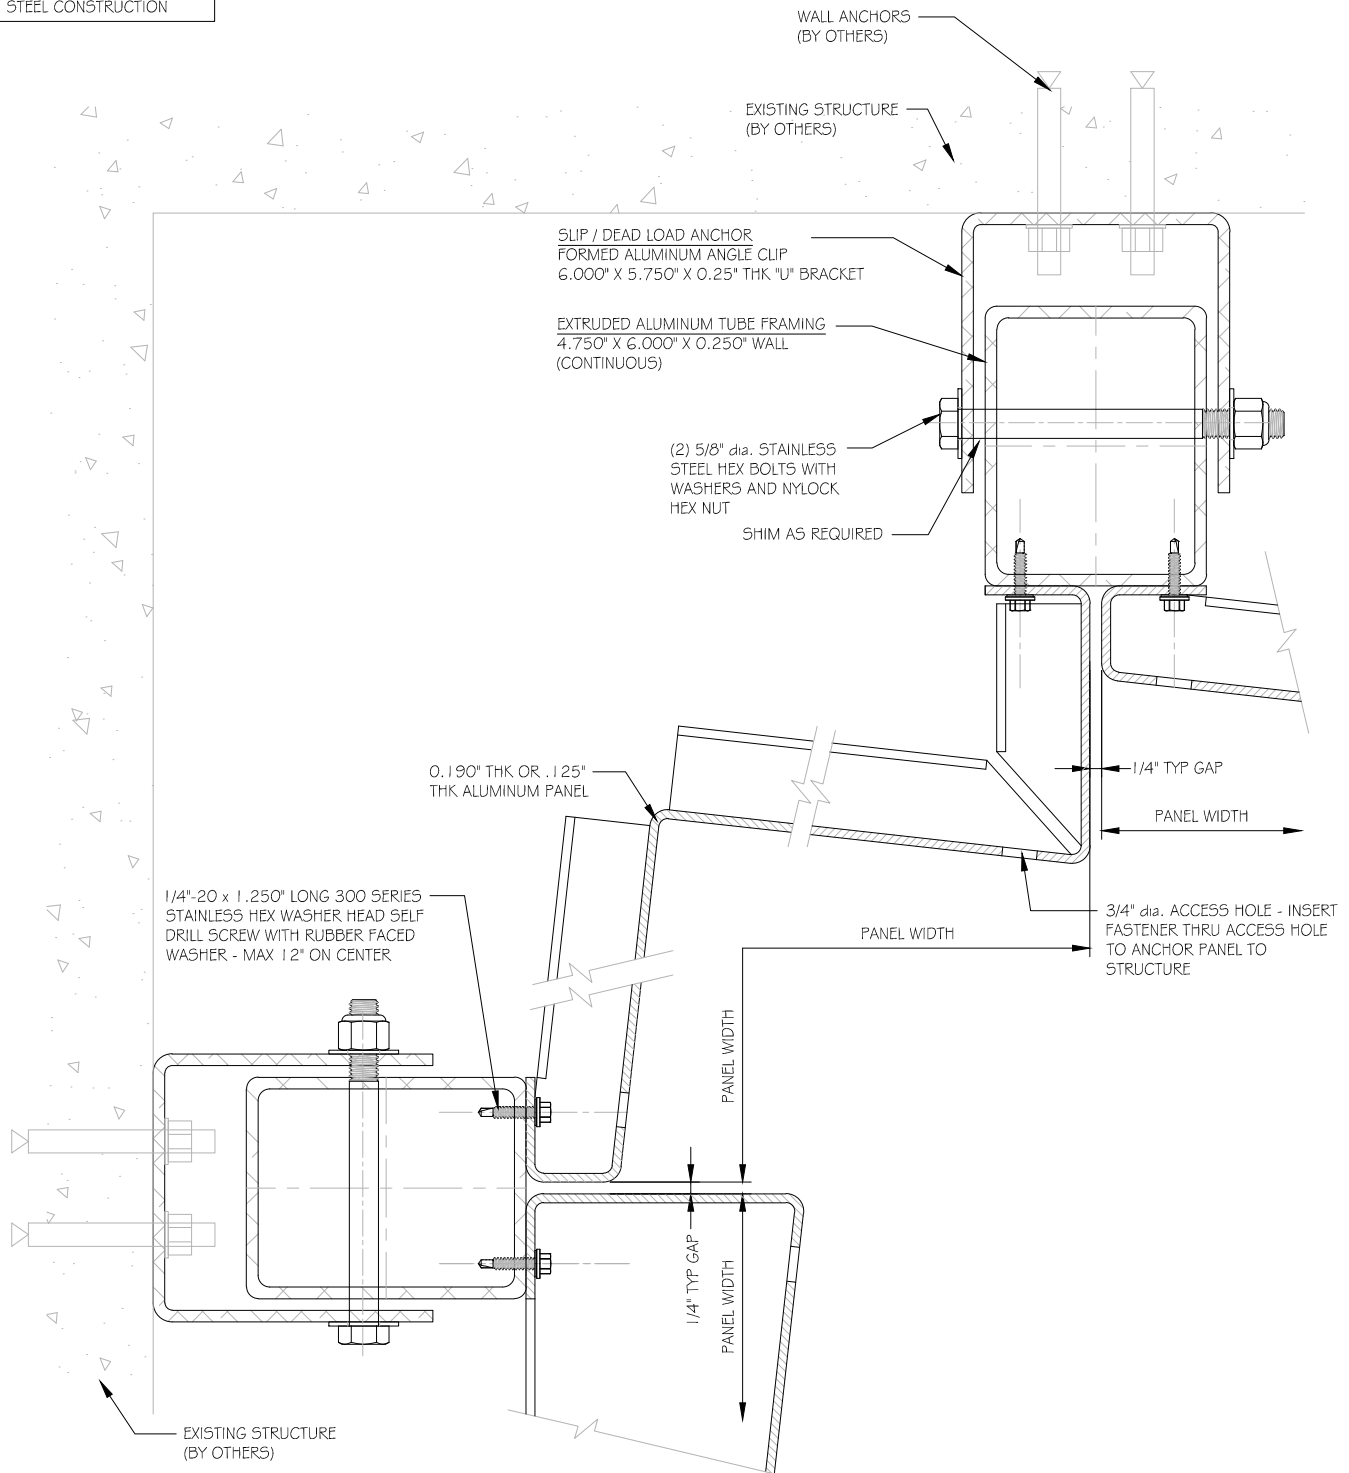 STEEL CONSTRUCTION
WALL ANCHORS
(BY OTHERS)
EXISTING STRUCTURE
(BY OTHERS)
SLIP / DEAD LOAD ANCHOR
FORMED ALUMINUM ANGLE CLIP
6.000" X 5.750" X 0.25" THK "U" BRACKET
EXTRUDED ALUMINUM TUBE FRAMING
4.750" X 6.000" X 0.250" WALL
(CONTINUOUS)
(2) 5/8" dia. STAINLESS
STEEL HEX BOLTS WITH
WASHERS AND NYLOCK
HEX NUT
SHIM AS REQUIRED
0.190" THK OR .125"
THK ALUMINUM PANEL
1/4" TYP GAP
PANEL WIDTH
1/4"-20 x 1.250" LONG 300 SERIES
STAINLESS HEX WASHER HEAD SELF
DRILL SCREW WITH RUBBER FACED
WASHER - MAX 12" ON CENTER
3/4" dia. ACCESS HOLE - INSERT
FASTENER THRU ACCESS HOLE
TO ANCHOR PANEL TO
STRUCTURE
PANEL WIDTH
PANEL WIDTH
1/4" TYP GAP
PANEL WIDTH
EXISTING STRUCTURE
(BY OTHERS)